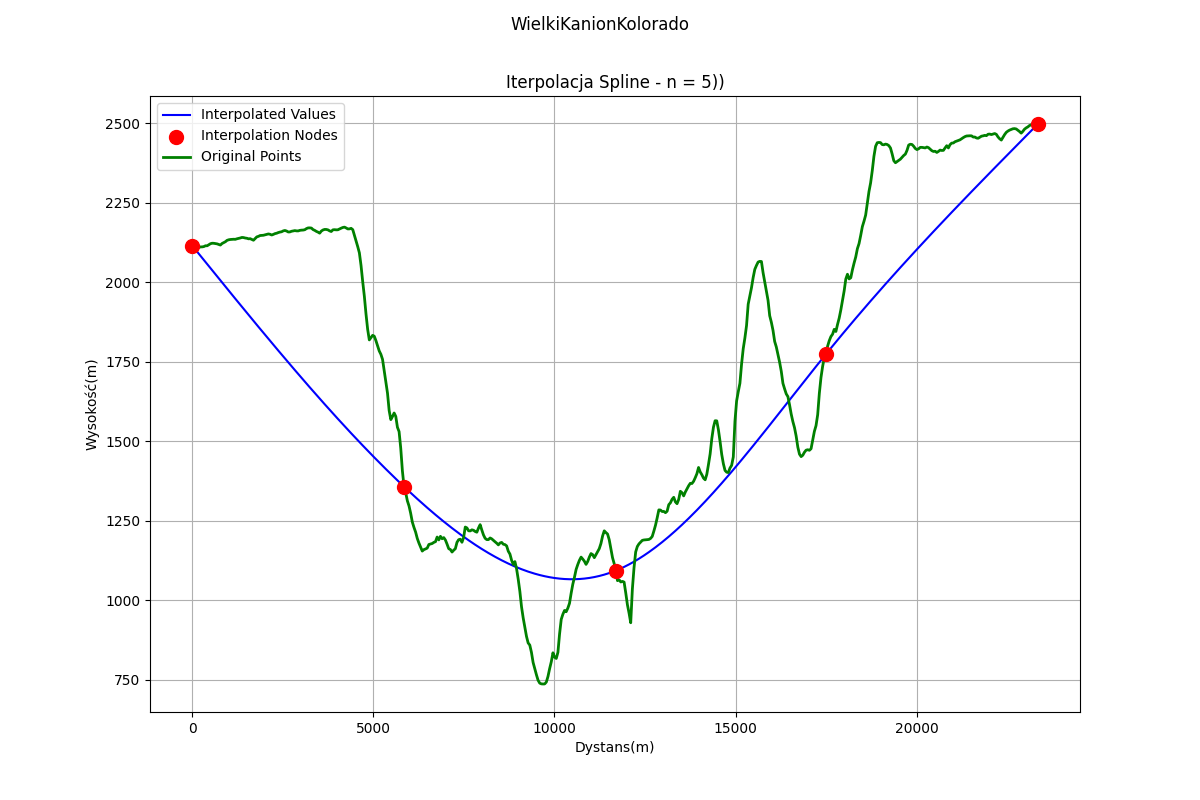 WielkiKanionKolorado
Iterpolacja Spline - n = 5))
Interpolated Values
Interpolation Nodes
Original Points
2500
2250
2000
1750
1500
1250
1000
750
Wysokość(m)
0 5000 10000 15000 20000
Dystans(m)